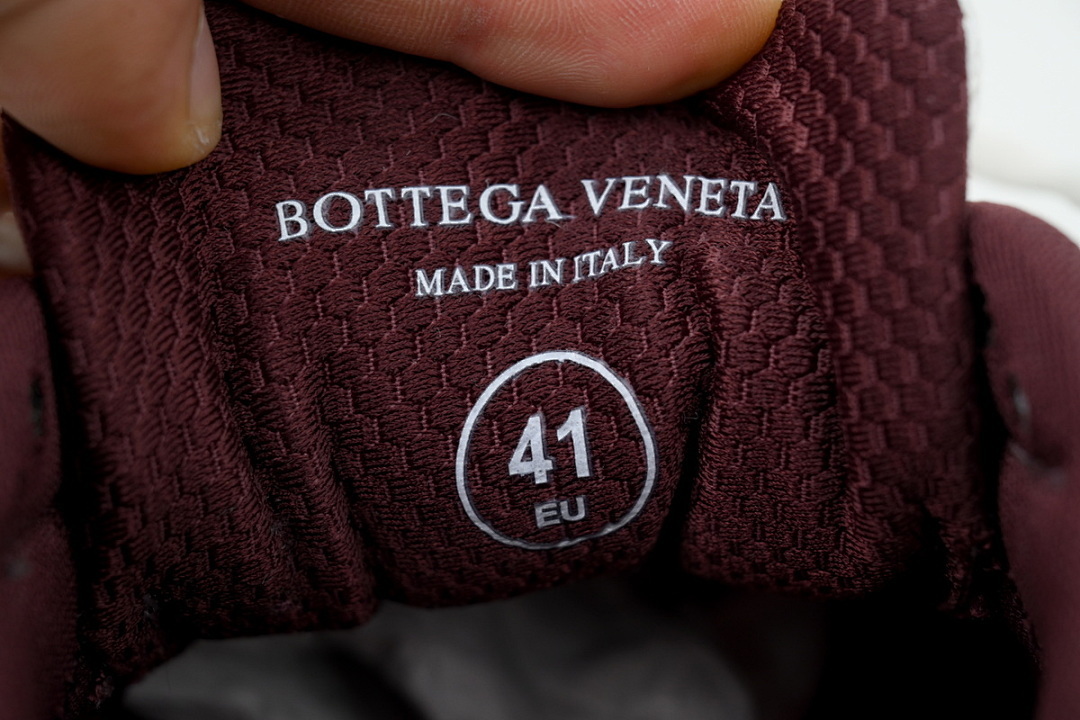 BOTTEGA VENETA
MADE IN ITALY
41
EU